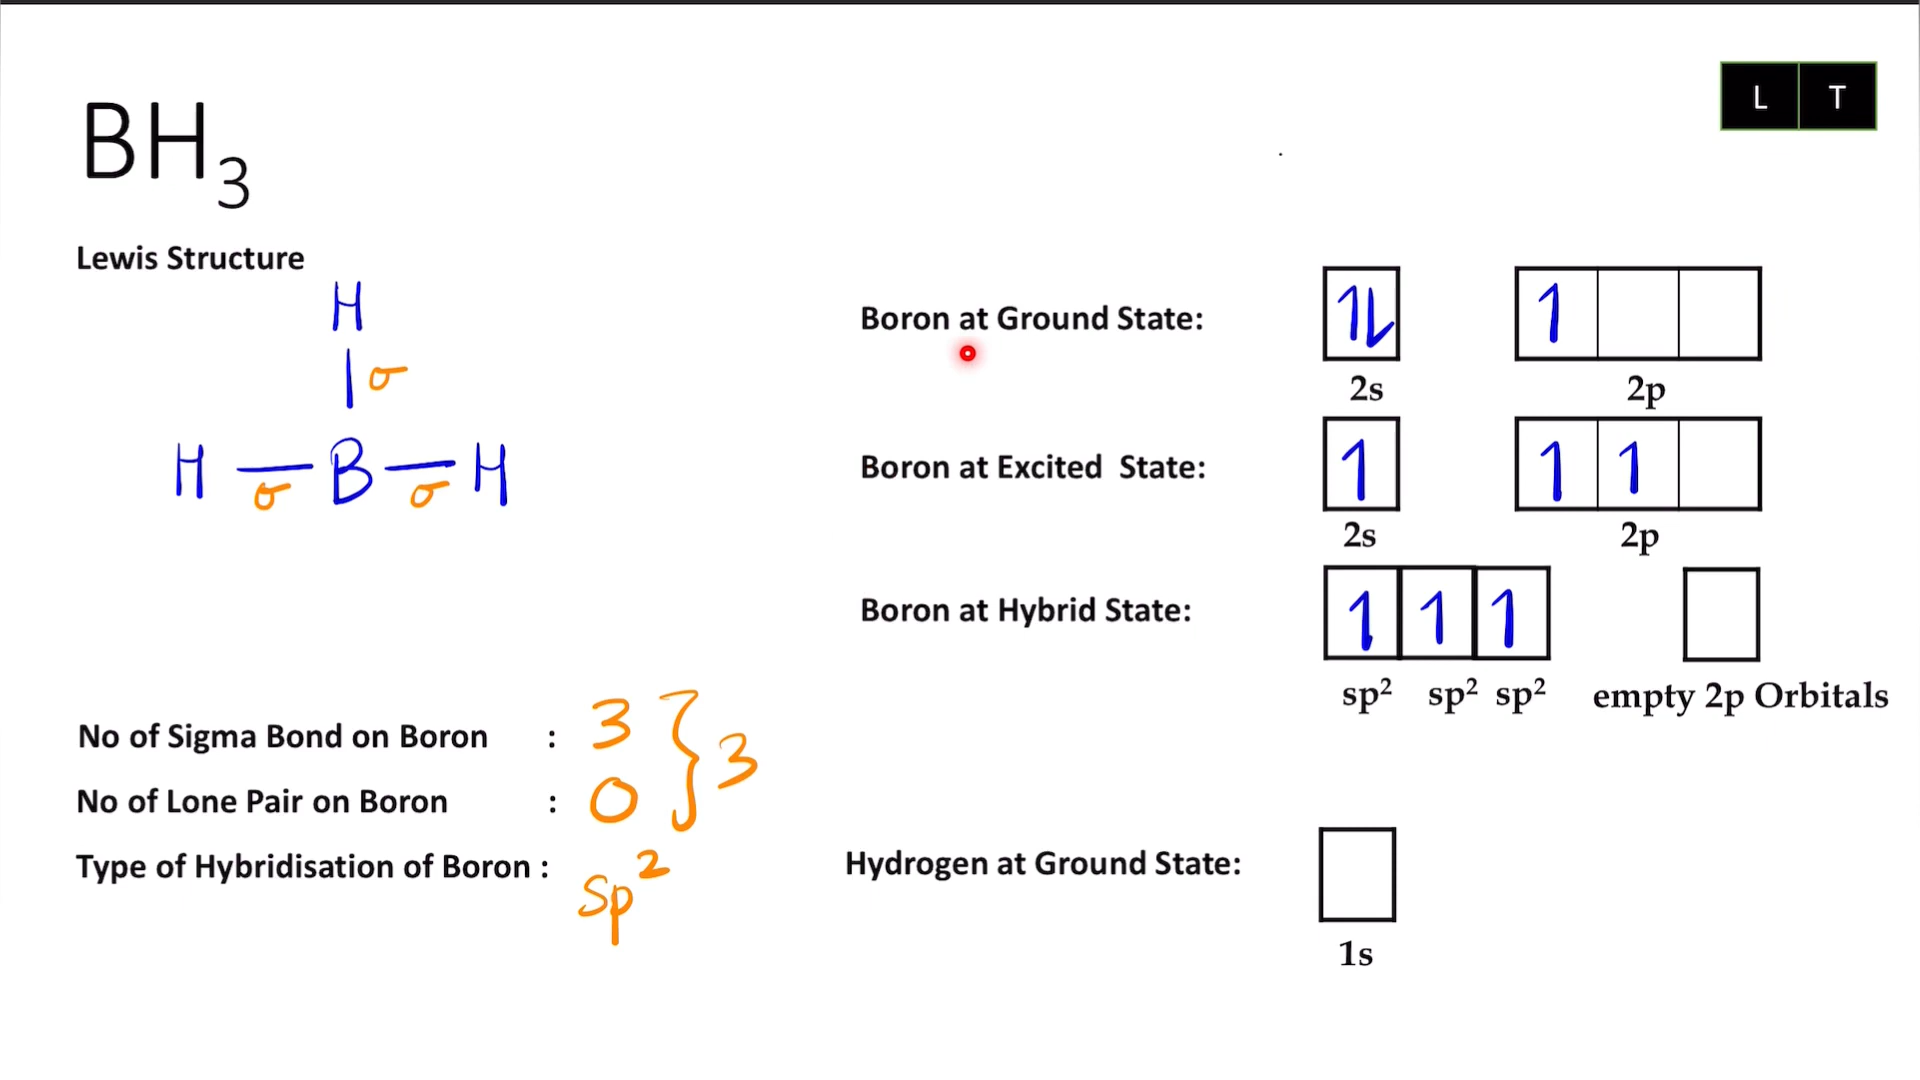 L T
BH₃
Lewis Structure
H
σ
H — B — H
σ σ
No of Sigma Bond on Boron : 3
No of Lone Pair on Boron : 0
3
Type of Hybridisation of Boron : sp²
Boron at Ground State: 1⇂ 1
2s 2p
Boron at Excited State: 1 1 1
2s 2p
Boron at Hybrid State: 1 1 1
sp² sp² sp² empty 2p Orbitals
Hydrogen at Ground State:
1s